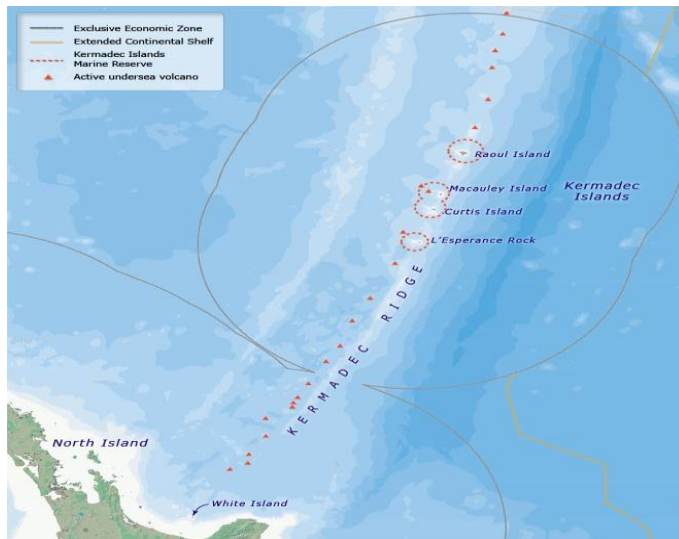 Exclusive Economic Zone
Extended Continental Shelf
Kermadec Islands
Marine Reserve
Active undersea volcano
Raoul Island
Macauley Island
Kermadec
Islands
Curtis Island
L'Esperance Rock
KERMADEC RIDGE
North Island
White Island